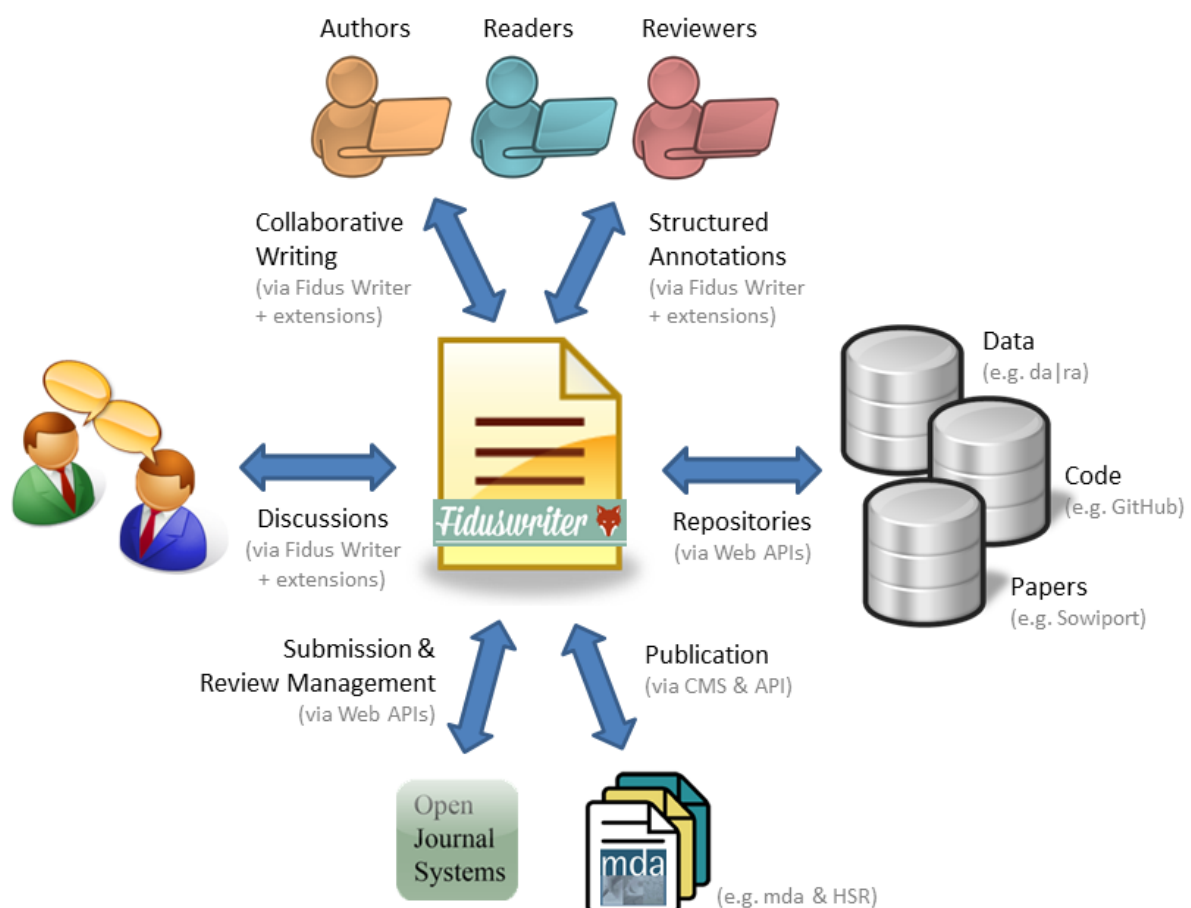 Authors
Readers
Reviewers
Collaborative
Writing
(via Fidus Writer
+ extensions)
Structured
Annotations
(via Fidus Writer
+ extensions)
Data
(e.g. da|ra)
Code
(e.g. GitHub)
Papers
(e.g. Sowiport)
Fiduswriter
Discussions
(via Fidus Writer
+ extensions)
Repositories
(via Web APIs)
Submission &
Review Management
(via Web APIs)
Publication
(via CMS & API)
Open
Journal
Systems
mda
(e.g. mda & HSR)